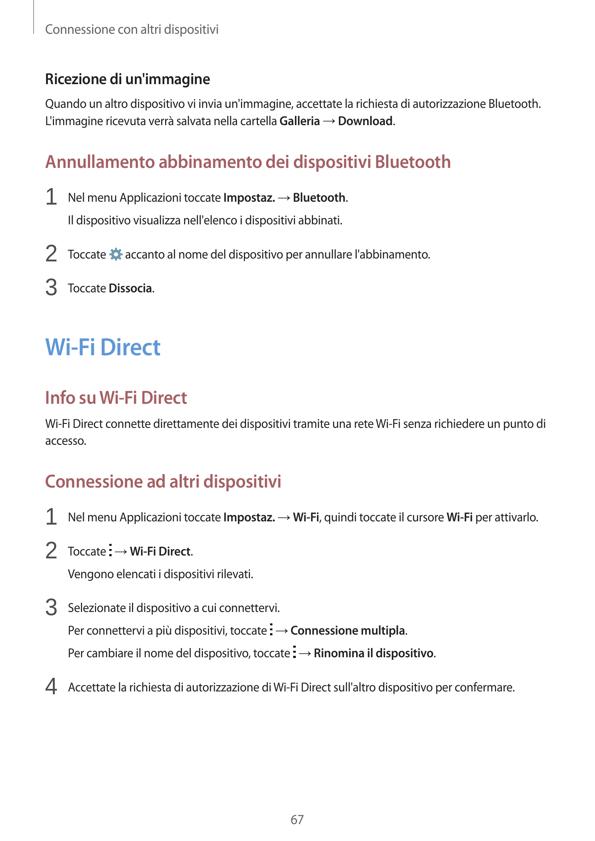 Connessione con altri dispositivi
Ricezione di un'immagine
Quando un altro dispositivo vi invia un'immagine, accettate la richiesta di autorizzazione Bluetooth.
L'immagine ricevuta verrà salvata nella cartella Galleria → Download.
Annullamento abbinamento dei dispositivi Bluetooth
1 Nel menu Applicazioni toccate Impostaz. → Bluetooth.
Il dispositivo visualizza nell'elenco i dispositivi abbinati.
2 Toccate accanto al nome del dispositivo per annullare l'abbinamento.
3 Toccate Dissocia.
Wi-Fi Direct
Info su Wi-Fi Direct
Wi-Fi Direct connette direttamente dei dispositivi tramite una rete Wi-Fi senza richiedere un punto di
accesso.
Connessione ad altri dispositivi
1 Nel menu Applicazioni toccate Impostaz. → Wi-Fi, quindi toccate il cursore Wi-Fi per attivarlo.
2 Toccate → Wi-Fi Direct.
Vengono elencati i dispositivi rilevati.
3 Selezionate il dispositivo a cui connettervi.
Per connettervi a più dispositivi, toccate → Connessione multipla.
Per cambiare il nome del dispositivo, toccate → Rinomina il dispositivo.
4 Accettate la richiesta di autorizzazione di Wi-Fi Direct sull'altro dispositivo per confermare.
67